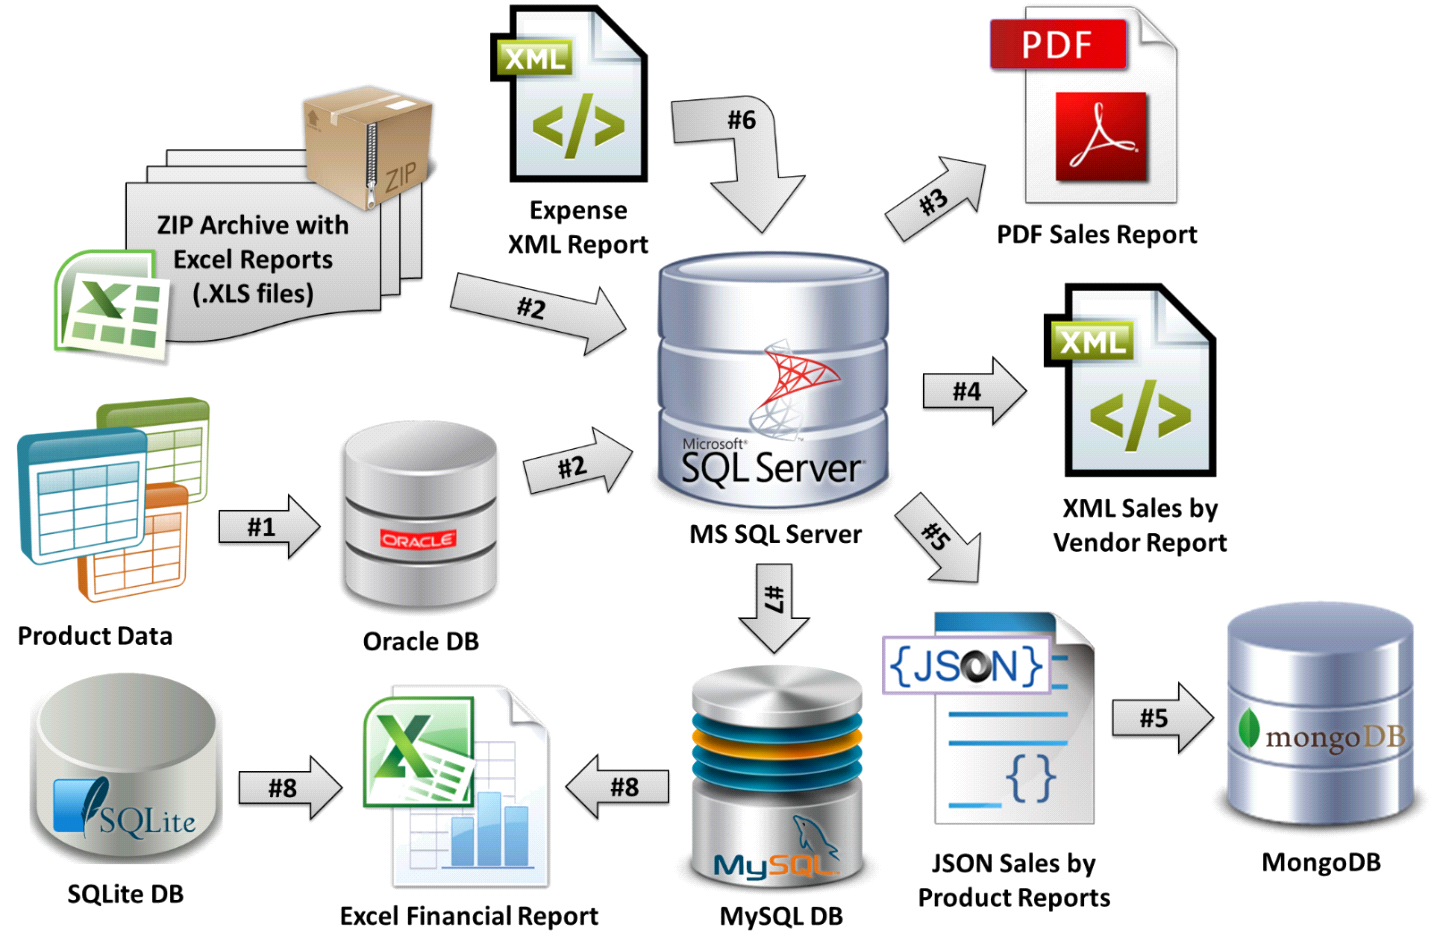 XML
</>
Expense
XML Report
#6
PDF
PDF Sales Report
#3
ZIP
ZIP Archive with
Excel Reports
(.XLS files)
X
#2
Microsoft®
SQL Server
MS SQL Server
#4
XML
</>
XML Sales by
Vendor Report
Product Data
#1
ORACLE
Oracle DB
#2
#5
#7
{JSON}
{}
JSON Sales by
Product Reports
#5
mongoDB
MongoDB
SQLite
SQLite DB
#8
X
Excel Financial Report
#8
MySQL
MySQL DB